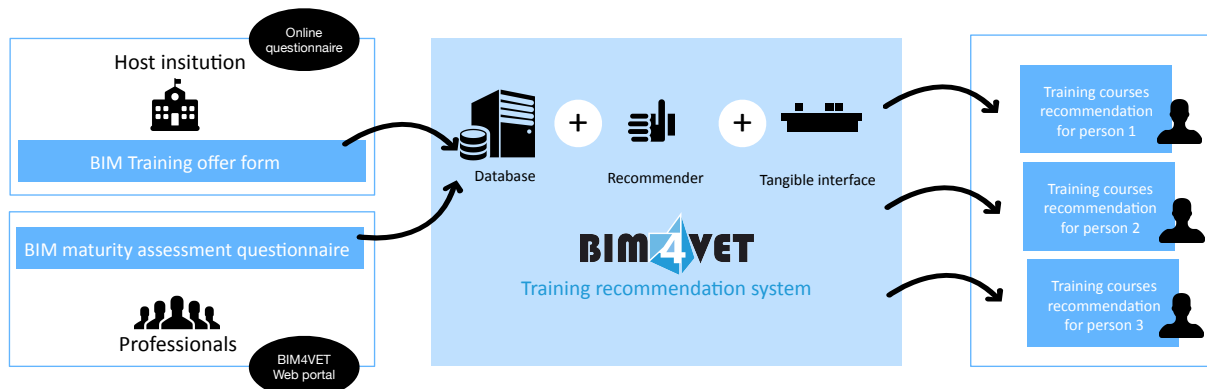 Online
questionnaire
Host insitution
BIM Training offer form
BIM maturity assessment questionnaire
Professionals
BIM4VET
Web portal
+
+
Database
Recommender
Tangible interface
BIM4VET
Training recommendation system
Training courses
recommendation
for person 1
Training courses
recommendation
for person 2
Training courses
recommendation
for person 3